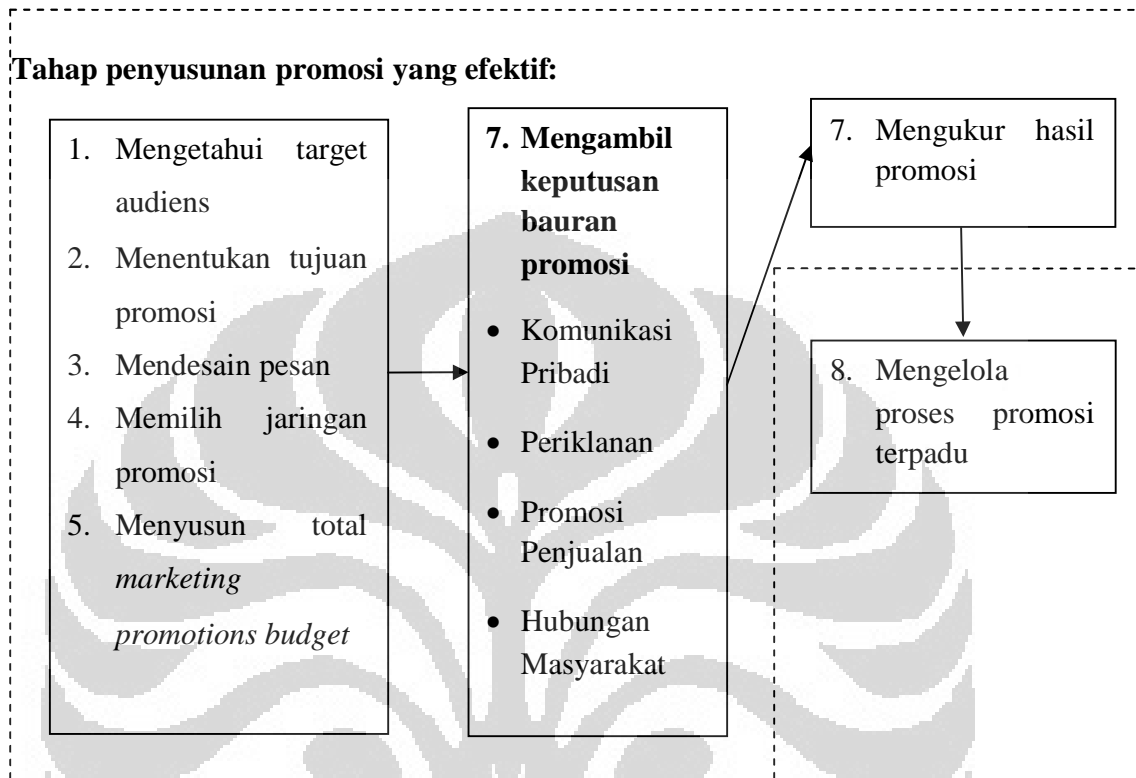 Tahap penyusunan promosi yang efektif:
1. Mengetahui target
audiens
2. Menentukan tujuan
promosi
3. Mendesain pesan
4. Memilih jaringan
promosi
5. Menyusun total
marketing
promotions budget
7. Mengambil
keputusan
bauran
promosi
• Komunikasi
Pribadi
• Periklanan
• Promosi
Penjualan
• Hubungan
Masyarakat
7. Mengukur hasil
promosi
8. Mengelola
proses promosi
terpadu